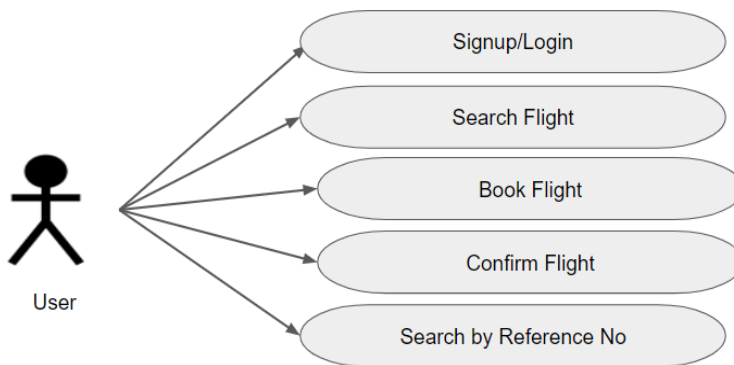 Signup/Login
Search Flight
Book Flight
Confirm Flight
User
Search by Reference No